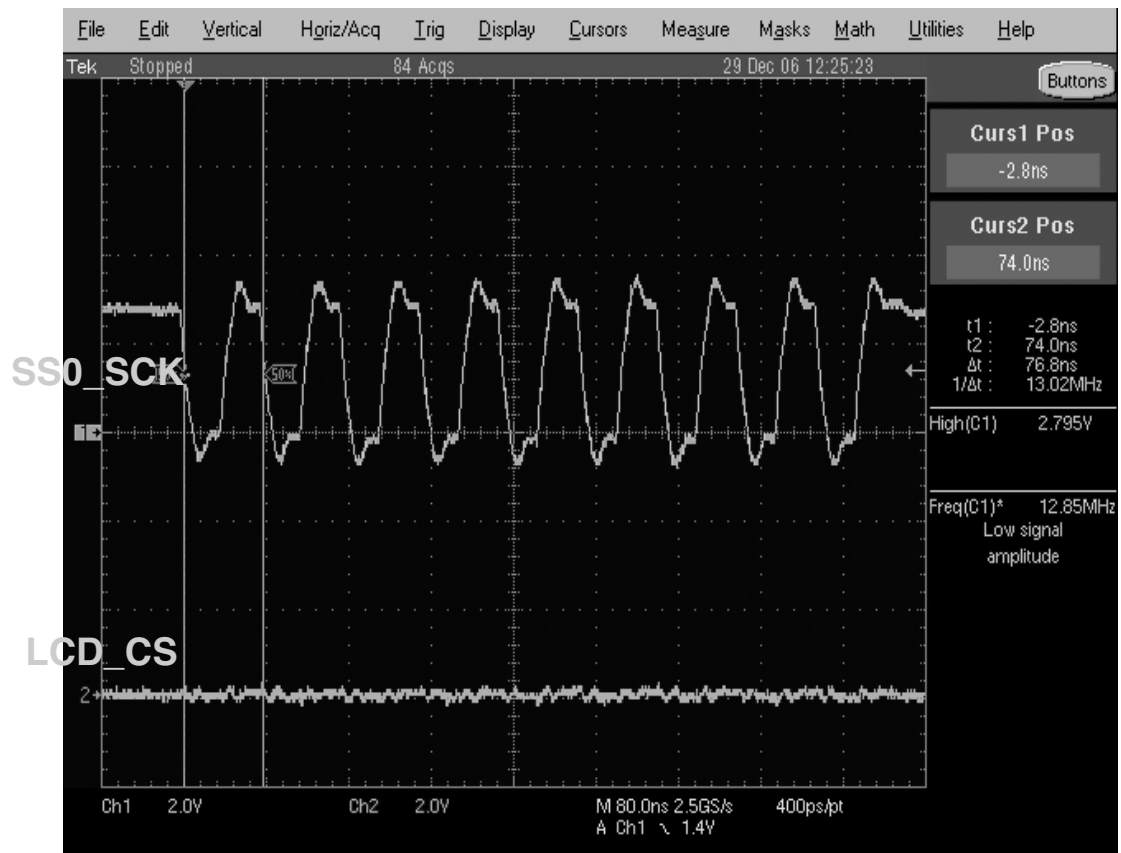 File Edit Vertical Horiz/Acq Trig Display Cursors Measure Masks Math Utilities Help
Tek Stopped 84 Acqs 29 Dec 06 12:25:23
Buttons
Curs1 Pos
-2.8ns
Curs2 Pos
74.0ns
t1 : -2.8ns
t2 : 74.0ns
Δt : 76.8ns
1/Δt : 13.02MHz
SS0_SCK
50%
1
High(C1) 2.795V
Freq(C1)* 12.85MHz
Low signal
amplitude
LCD_CS
2
Ch1 2.0V Ch2 2.0V M 80.0ns 2.5GS/s 400ps/pt
A Ch1 1.4V